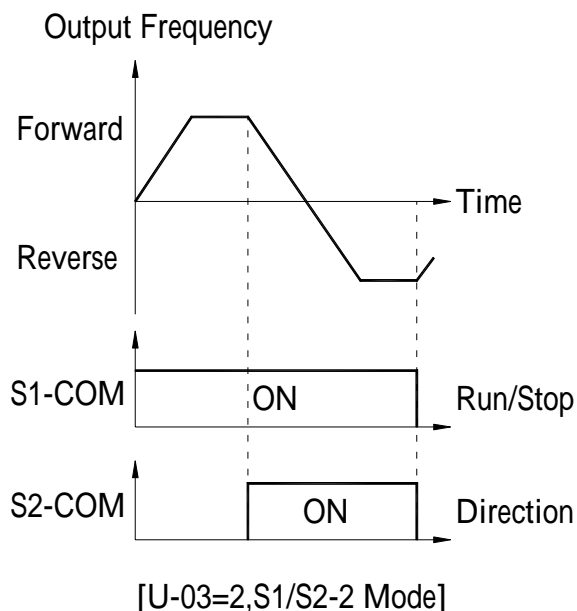 Output Frequency
Forward
Time
Reverse
S1-COM
ON
Run/Stop
S2-COM
ON
Direction
[U-03=2,S1/S2-2 Mode]